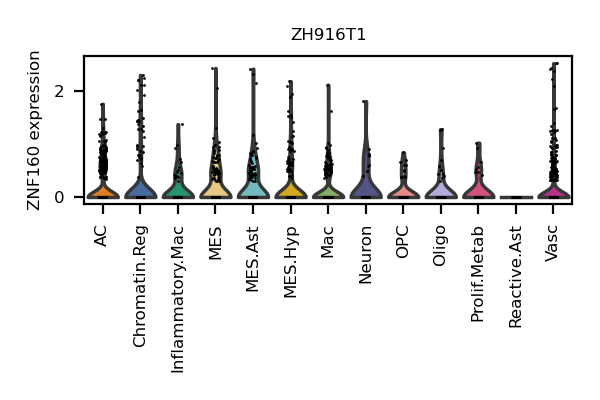 ZH916T1
ZNF160 expression
2
0
AC
Chromatin.Reg
Inflammatory.Mac
MES
MES.Ast
MES.Hyp
Mac
Neuron
OPC
Oligo
Prolif.Metab
Reactive.Ast
Vasc